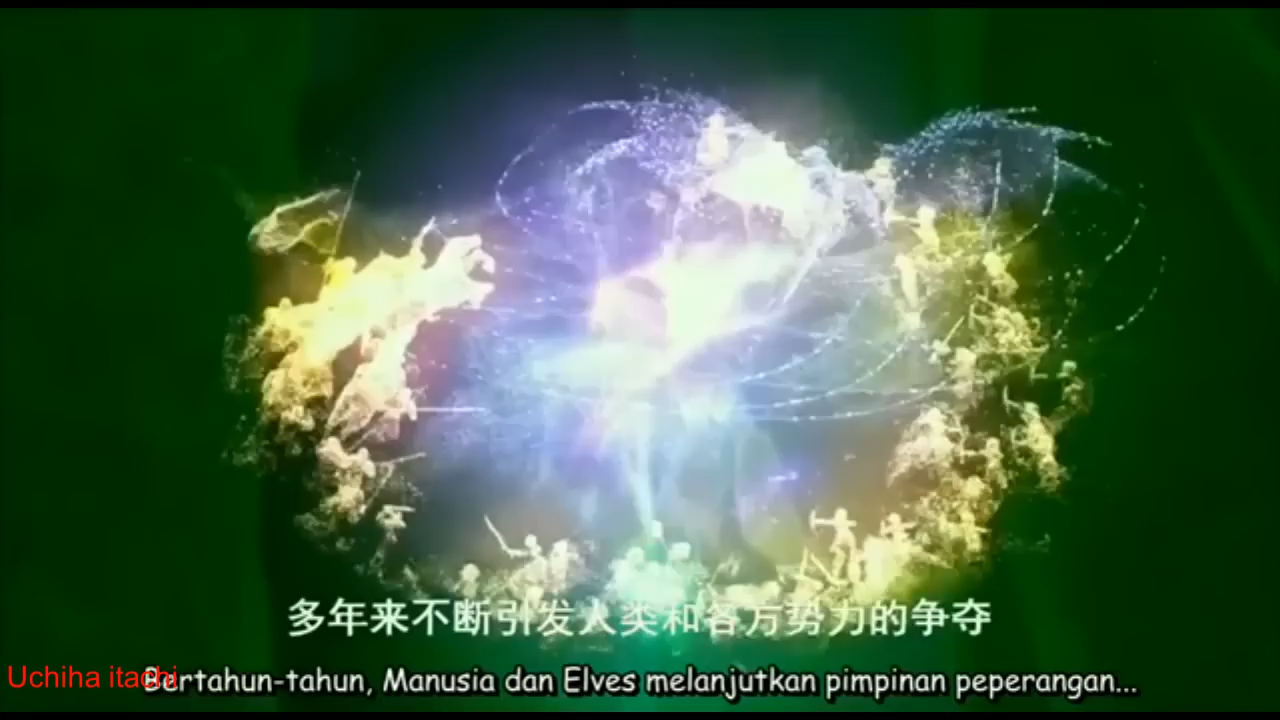 多年来不断引发人类和各方势力的争夺
Uchiha itachi
Bertahun-tahun, Manusia dan Elves melanjutkan pimpinan peperangan...